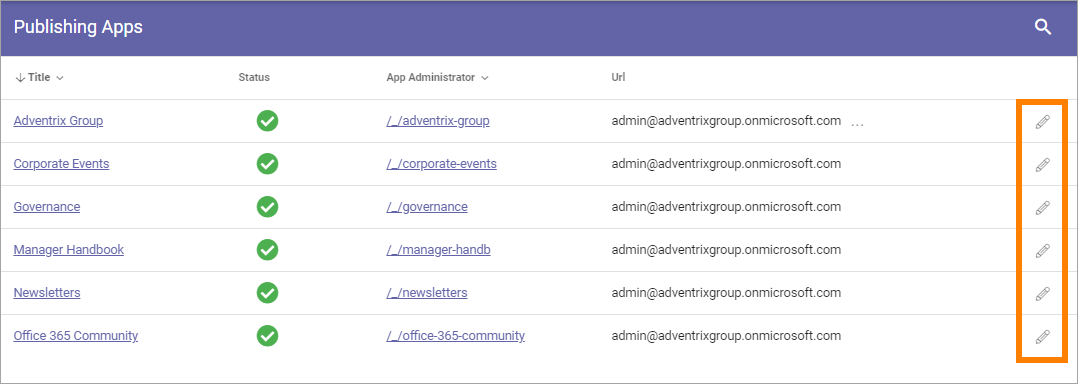 Publishing Apps
Title Status App Administrator Url
Adventrix Group /_/adventrix-group admin@adventrixgroup.onmicrosoft.com ...
Corporate Events /_/corporate-events admin@adventrixgroup.onmicrosoft.com
Governance /_/governance admin@adventrixgroup.onmicrosoft.com
Manager Handbook /_/manager-handb admin@adventrixgroup.onmicrosoft.com
Newsletters /_/newsletters admin@adventrixgroup.onmicrosoft.com
Office 365 Community /_/office-365-community admin@adventrixgroup.onmicrosoft.com